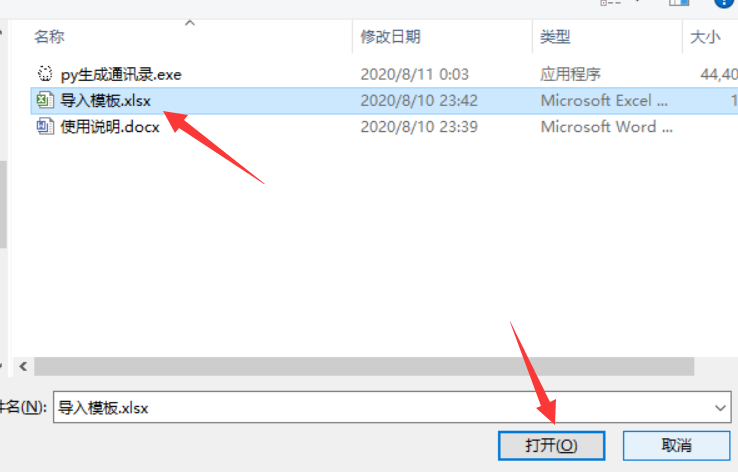 名称 修改日期 类型 大小
py生成通讯录.exe 2020/8/11 0:03 应用程序 44,40
导入模板.xlsx 2020/8/10 23:42 Microsoft Excel ... 1
使用说明.docx 2020/8/10 23:39 Microsoft Word ...
件名(N): 导入模板.xlsx
打开(O) 取消